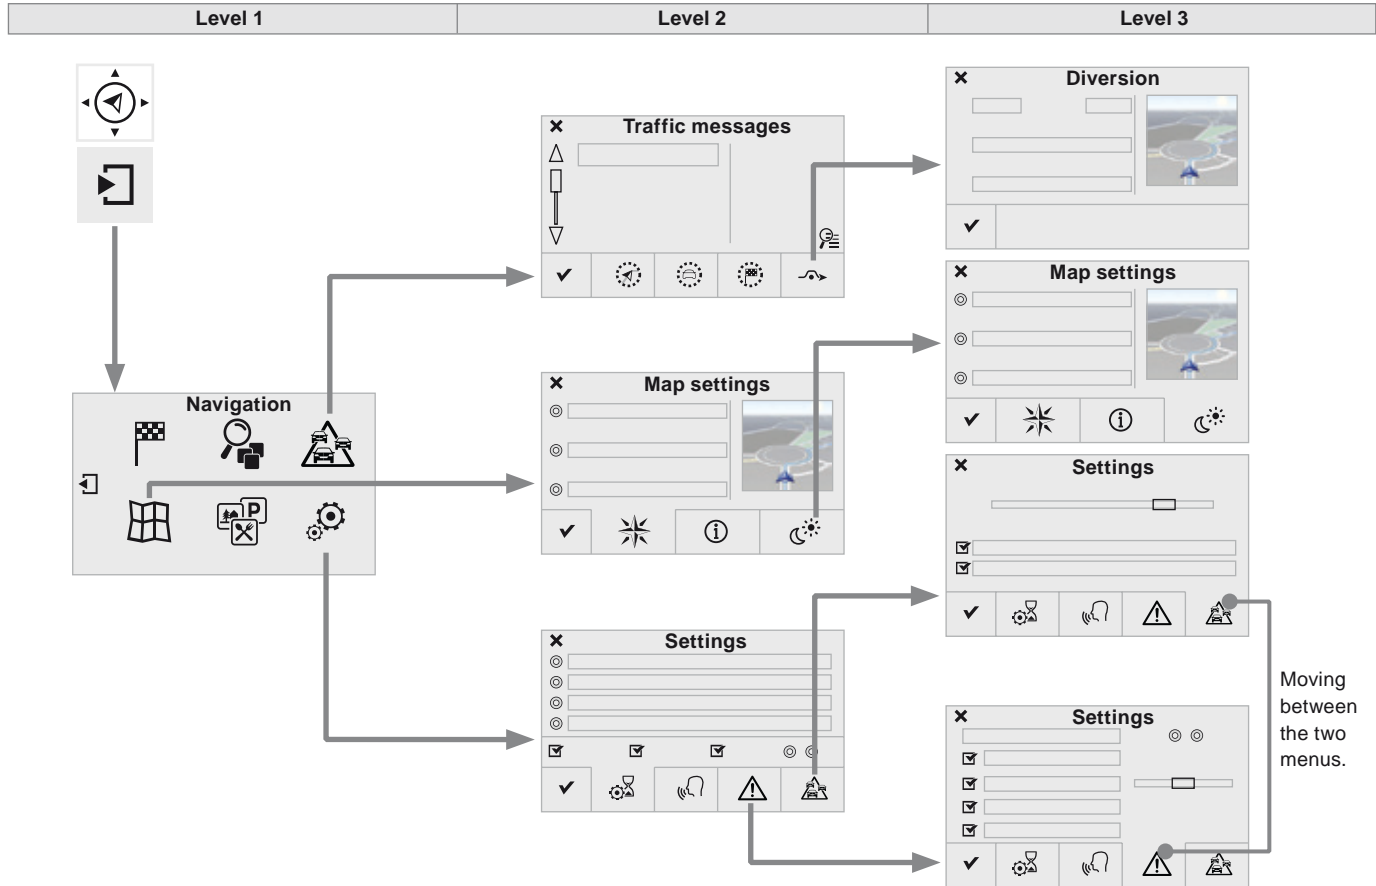 Level 1
Level 2
Level 3
Diversion
Traffic messages
Map settings
Map settings
Navigation
P
Settings
Settings
Settings
Moving
between
the two
menus.